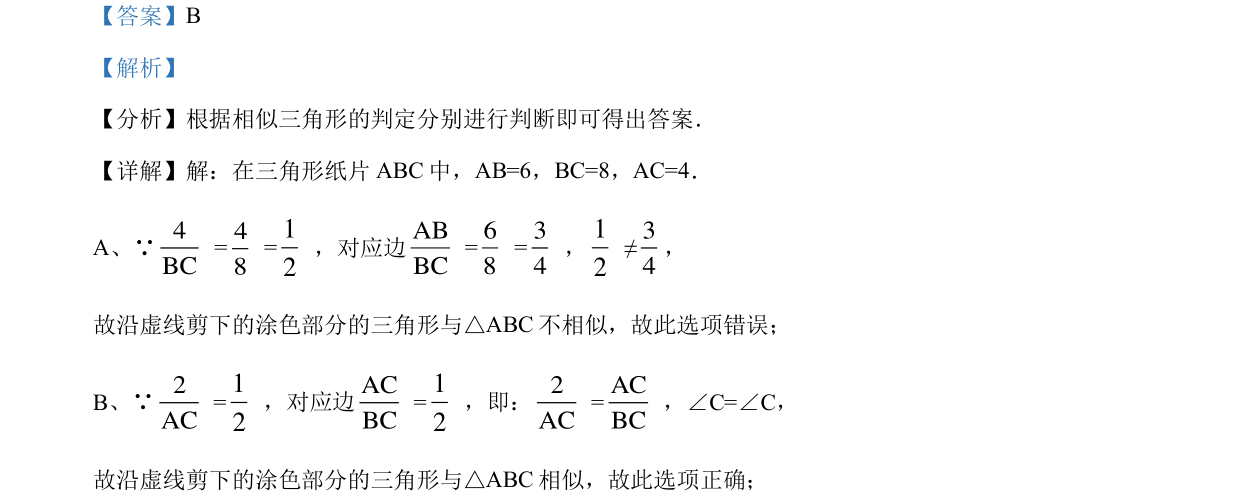 【答案】B
【解析】
【分析】根据相似三角形的判定分别进行判断即可得出答案．
【详解】解：在三角形纸片 ABC 中，AB=6，BC=8，AC=4．
A、∵ 4/BC = 4/8 = 1/2 ，对应边 AB/BC = 6/8 = 3/4 ，1/2 ≠ 3/4 ，
故沿虚线剪下的涂色部分的三角形与△ABC 不相似，故此选项错误；
B、∵ 2/AC = 1/2 ，对应边 AC/BC = 1/2 ，即： 2/AC = AC/BC ，∠C=∠C，
故沿虚线剪下的涂色部分的三角形与△ABC 相似，故此选项正确；